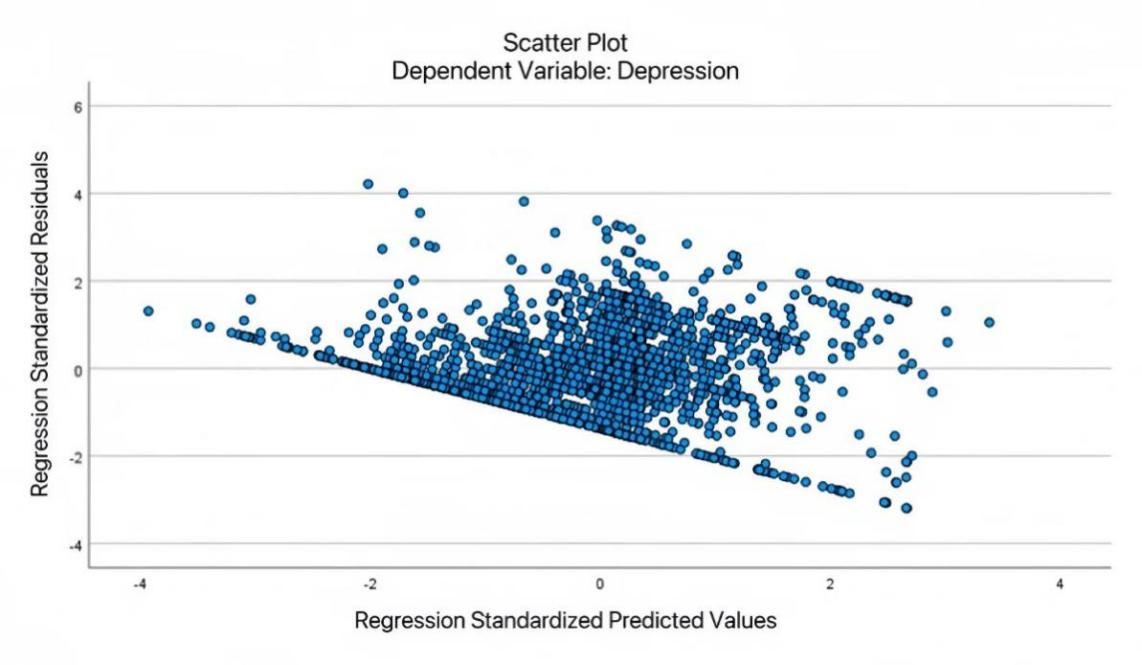 Scatter Plot
Dependent Variable: Depression
Regression Standardized Residuals
6
4
2
0
-2
-4
-4
-2
0
2
4
Regression Standardized Predicted Values